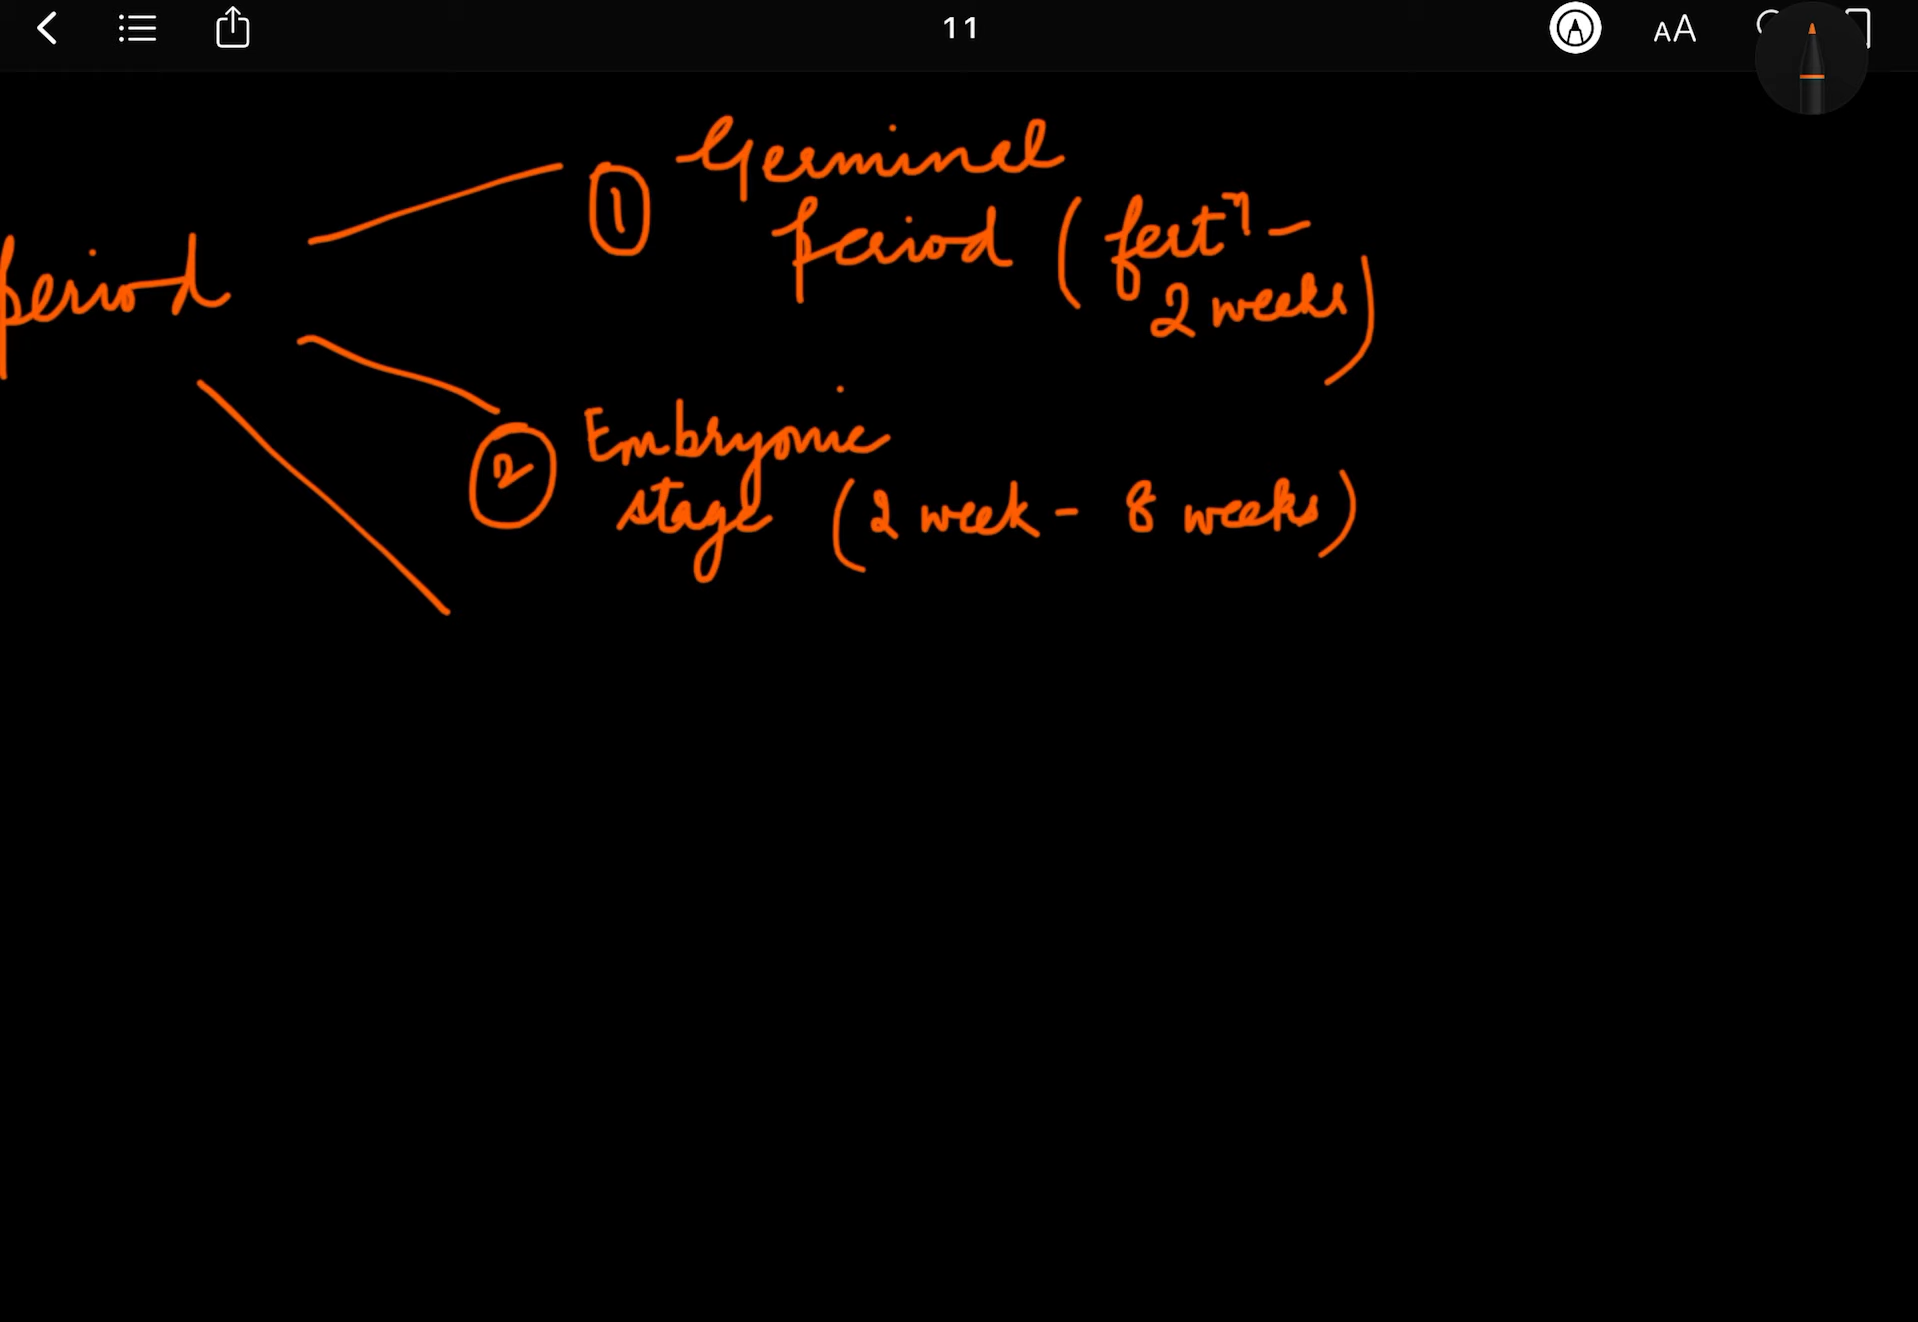 11
AA
① Germinal
period
period (fertⁿ -
2 weeks)
② Embryonic
stage (2 week - 8 weeks)